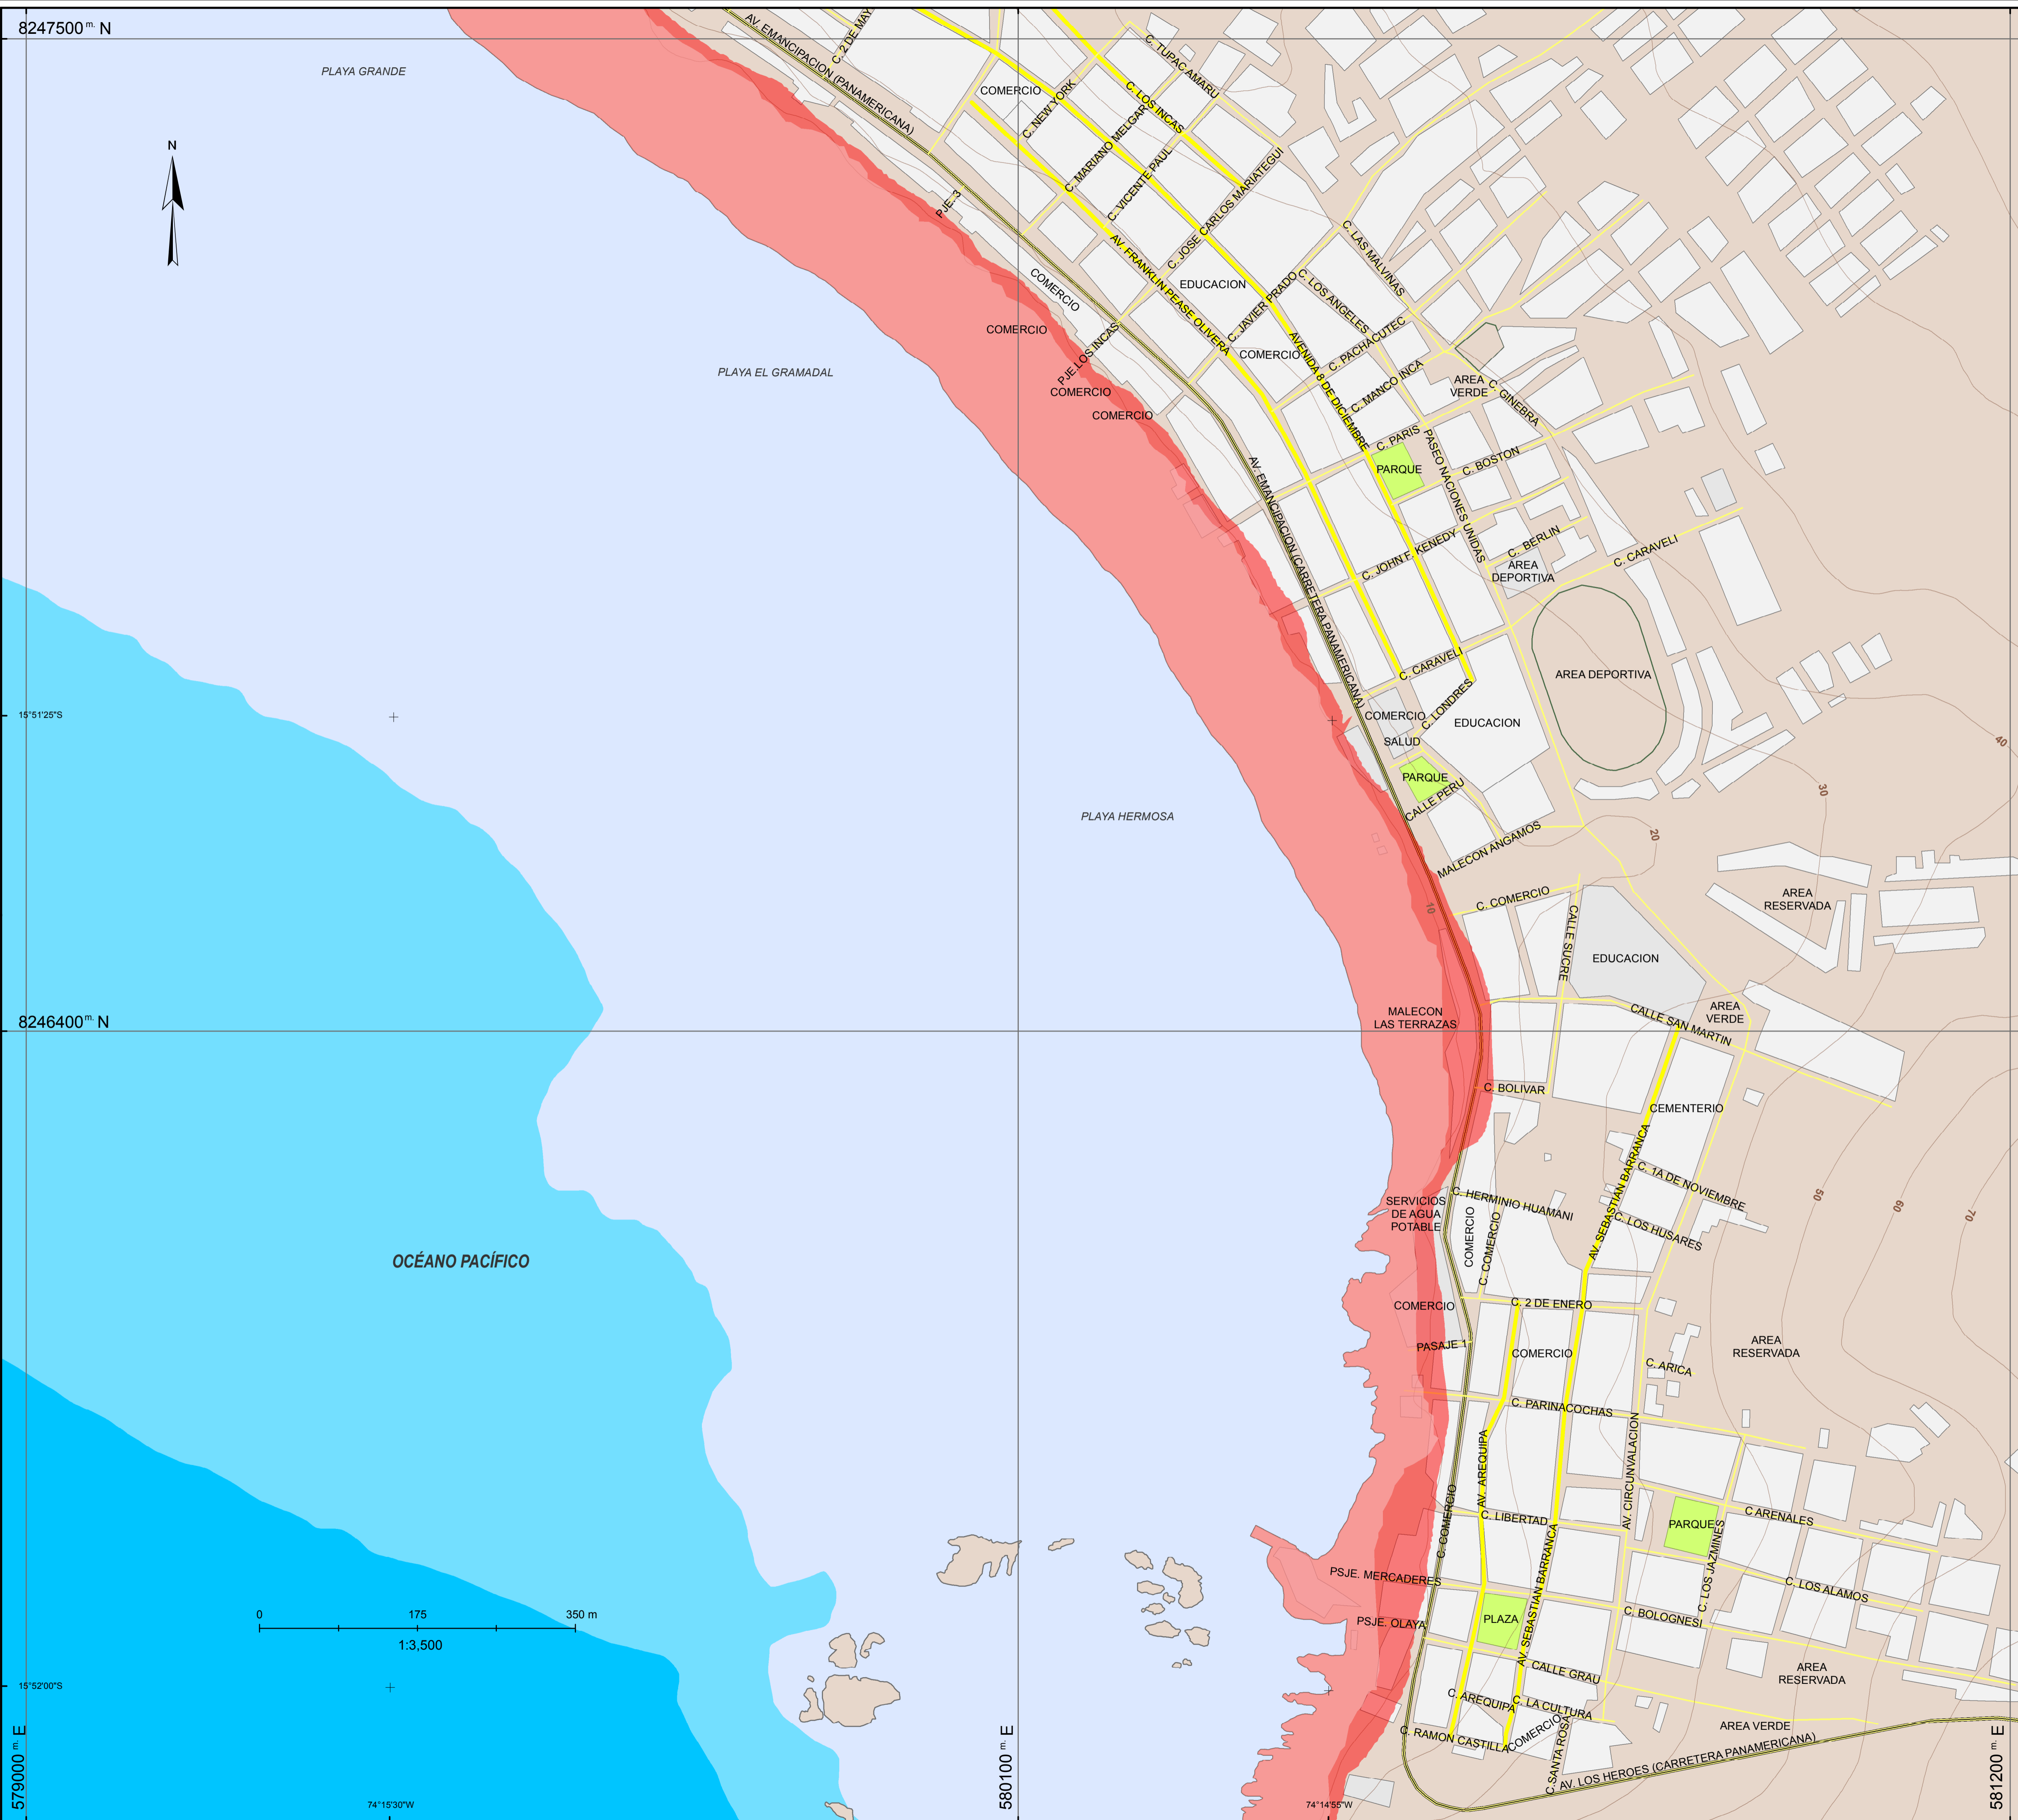 8247500 m. N
PLAYA GRANDE
N
AV. EMANCIPACION (PANAMERICANA)
C. 2 DE MAY
COMERCIO
C. NEW YORK
C. TUPAC AMARU
C. LOS INCAS
C. MARIANO MELGAR
C. VICENTE PAUL
C. JOSE CARLOS MARIATEGUI
PJE. 3
AV. FRANKLIN PEASE OLIVERA
C. LAS MALVINAS
COMERCIO
EDUCACION
C. LOS ANGELES
C. JAVIER PRADO
COMERCIO
PJE LOS INCAS
COMERCIO
C. PACHACUTEC
AVENIDA 8 DE DICIEMBRE
PLAYA EL GRAMADAL
COMERCIO
COMERCIO
C. MANCO INCA
AREA
VERDE
C. GINEBRA
C. PARIS
PARQUE
PASEO NACIONES UNIDAS
C. BOSTON
AV. EMANCIPACION (CARRETERA PANAMERICANA)
C. JOHN F. KENEDY
C. BERLIN
AREA
DEPORTIVA
C. CARAVELI
C. CARAVELI
AREA DEPORTIVA
15°51'25"S
COMERCIO
C. LONDRES
EDUCACION
SALUD
40
PARQUE
CALLE PERU
30
PLAYA HERMOSA
MALECON ANGAMOS
20
10
C. COMERCIO
CALLE SUCRE
AREA
RESERVADA
EDUCACION
8246400 m. N
MALECON
LAS TERRAZAS
AREA
VERDE
CALLE SAN MARTIN
C. BOLIVAR
CEMENTERIO
AV. SEBASTIAN BARRANCA
C. 1A DE NOVIEMBRE
50
60
70
SERVICIOS
DE AGUA
POTABLE
C. HERMINIO HUAMANI
COMERCIO
C. COMERCIO
C. LOS HUSARES
OCÉANO PACÍFICO
COMERCIO
C. 2 DE ENERO
PASAJE 1
COMERCIO
AREA
RESERVADA
C. ARICA
C. PARINACOCHAS
AV. AREQUIPA
AV. CIRCUNVALACION
C. COMERCIO
C. LIBERTAD
PARQUE
C ARENALES
C. LOS JAZMINES
AV. SEBASTIAN BARRANCA
PSJE. MERCADERES
C. LOS ALAMOS
PSJE. OLAYA
PLAZA
C. BOLOGNESI
0 175 350 m
1:3,500
CALLE GRAU
AREA
RESERVADA
15°52'00"S
C. AREQUIPA
C. LA CULTURA
C. RAMON CASTILLA
COMERCIO
C.SANTA ROSA
AREA VERDE
AV. LOS HEROES (CARRETERA PANAMERICANA)
579000 m. E
74°15'30"W
580100 m. E
74°14'55"W
581200 m. E